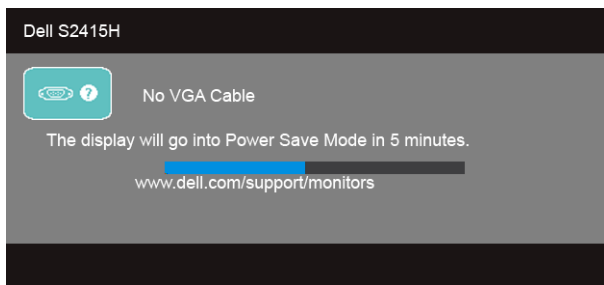 Dell S2415H
?
No VGA Cable
The display will go into Power Save Mode in 5 minutes.
www.dell.com/support/monitors